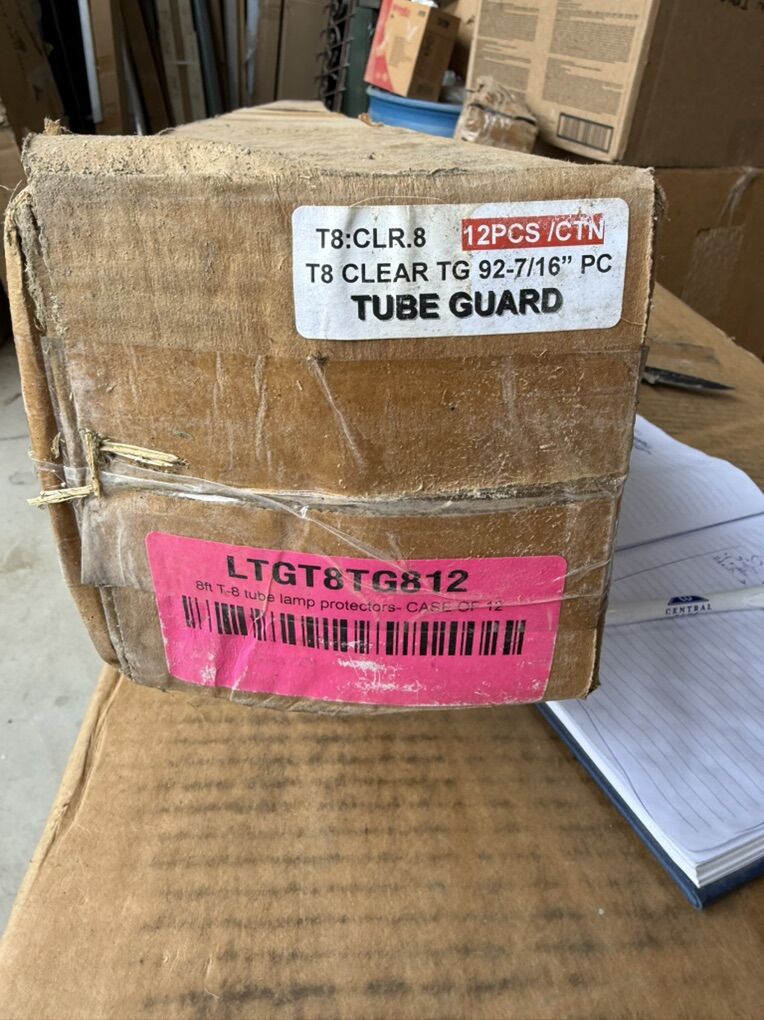 T8:CLR.8 12PCS /CTN
T8 CLEAR TG 92-7/16" PC
TUBE GUARD
LTGT8TG812
8ft T-8 tube lamp protectors- CASE OF 12
CENTRAL